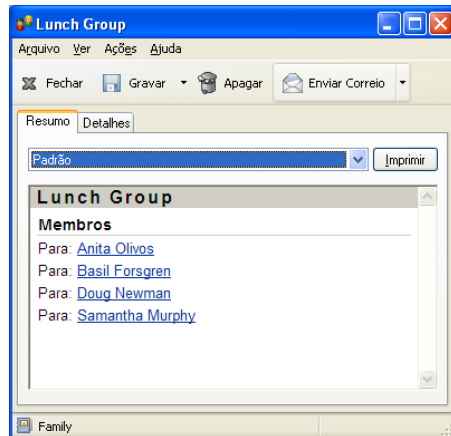 Lunch Group
Arquivo Ver Ações Ajuda
Fechar Gravar Apagar Enviar Correio
Resumo Detalhes
Padrão Imprimir
Lunch Group
Membros
Para: Anita Olivos
Para: Basil Forsgren
Para: Doug Newman
Para: Samantha Murphy
Family